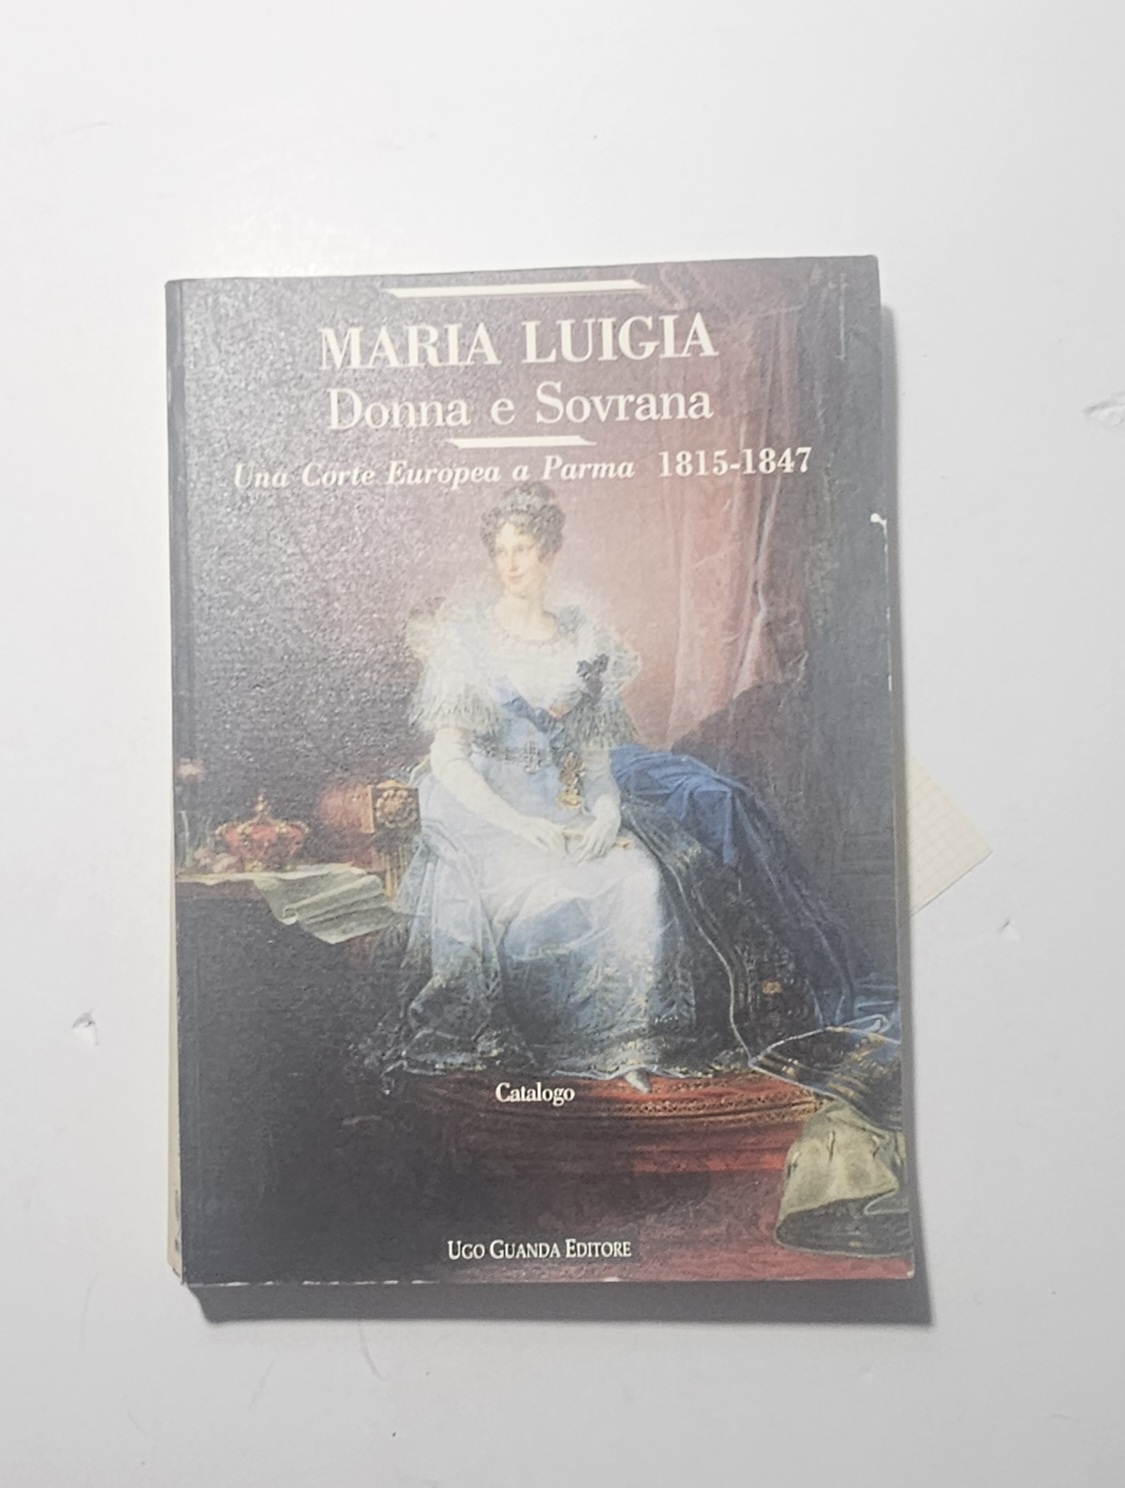 MARIA LUIGIA
Donna e Sovrana
Una Corte Europea a Parma 1815-1847
Catalogo
UGO GUANDA EDITORE